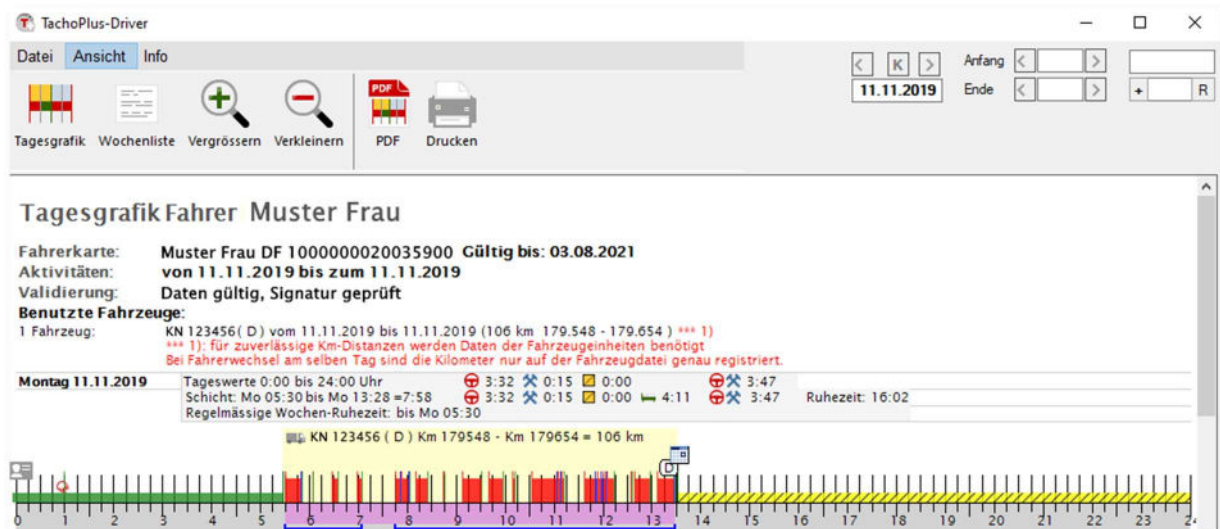 TachoPlus-Driver
Datei Ansicht Info
< K > Anfang < >
11.11.2019 Ende < > + R
Tagesgrafik Wochenliste Vergrössern Verkleinern PDF PDF Drucken
Tagesgrafik Fahrer Muster Frau
Fahrerkarte: Muster Frau DF 1000000020035900 Gültig bis: 03.08.2021
Aktivitäten: von 11.11.2019 bis zum 11.11.2019
Validierung: Daten gültig, Signatur geprüft
Benutzte Fahrzeuge:
1 Fahrzeug: KN 123456( D ) vom 11.11.2019 bis 11.11.2019 (106 km 179.548 - 179.654 ) *** 1)
*** 1): für zuverlässige Km-Distanzen werden Daten der Fahrzeugeinheiten benötigt
Bei Fahrerwechsel am selben Tag sind die Kilometer nur auf der Fahrzeugdatei genau registriert.
Montag 11.11.2019 Tageswerte 0:00 bis 24:00 Uhr 3:32 0:15 0:00 3:47
Schicht: Mo 05:30 bis Mo 13:28 =7:58 3:32 0:15 0:00 4:11 3:47 Ruhezeit: 16:02
Regelmässige Wochen-Ruhezeit: bis Mo 05:30
KN 123456 ( D ) Km 179548 - Km 179654 = 106 km
D
0 1 2 3 4 5 6 7 8 9 10 11 12 13 14 15 16 17 18 19 20 21 22 23